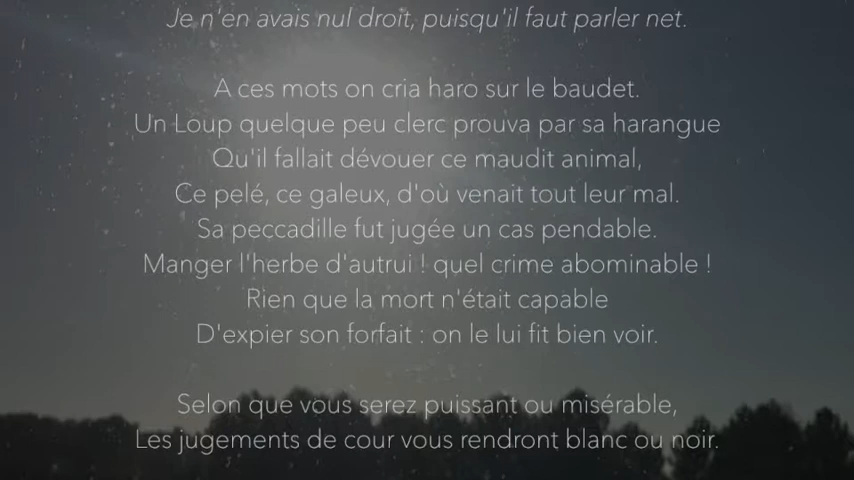 Je n'en avais nul droit, puisqu'il faut parler net.
A ces mots on cria haro sur le baudet.
Un Loup quelque peu clerc prouva par sa harangue
Qu'il fallait dévouer ce maudit animal,
Ce pelé, ce galeux, d'où venait tout leur mal.
Sa peccadille fut jugée un cas pendable.
Manger l'herbe d'autrui ! quel crime abominable !
Rien que la mort n'était capable
D'expier son forfait : on le lui fit bien voir.
Selon que vous serez puissant ou misérable,
Les jugements de cour vous rendront blanc ou noir.